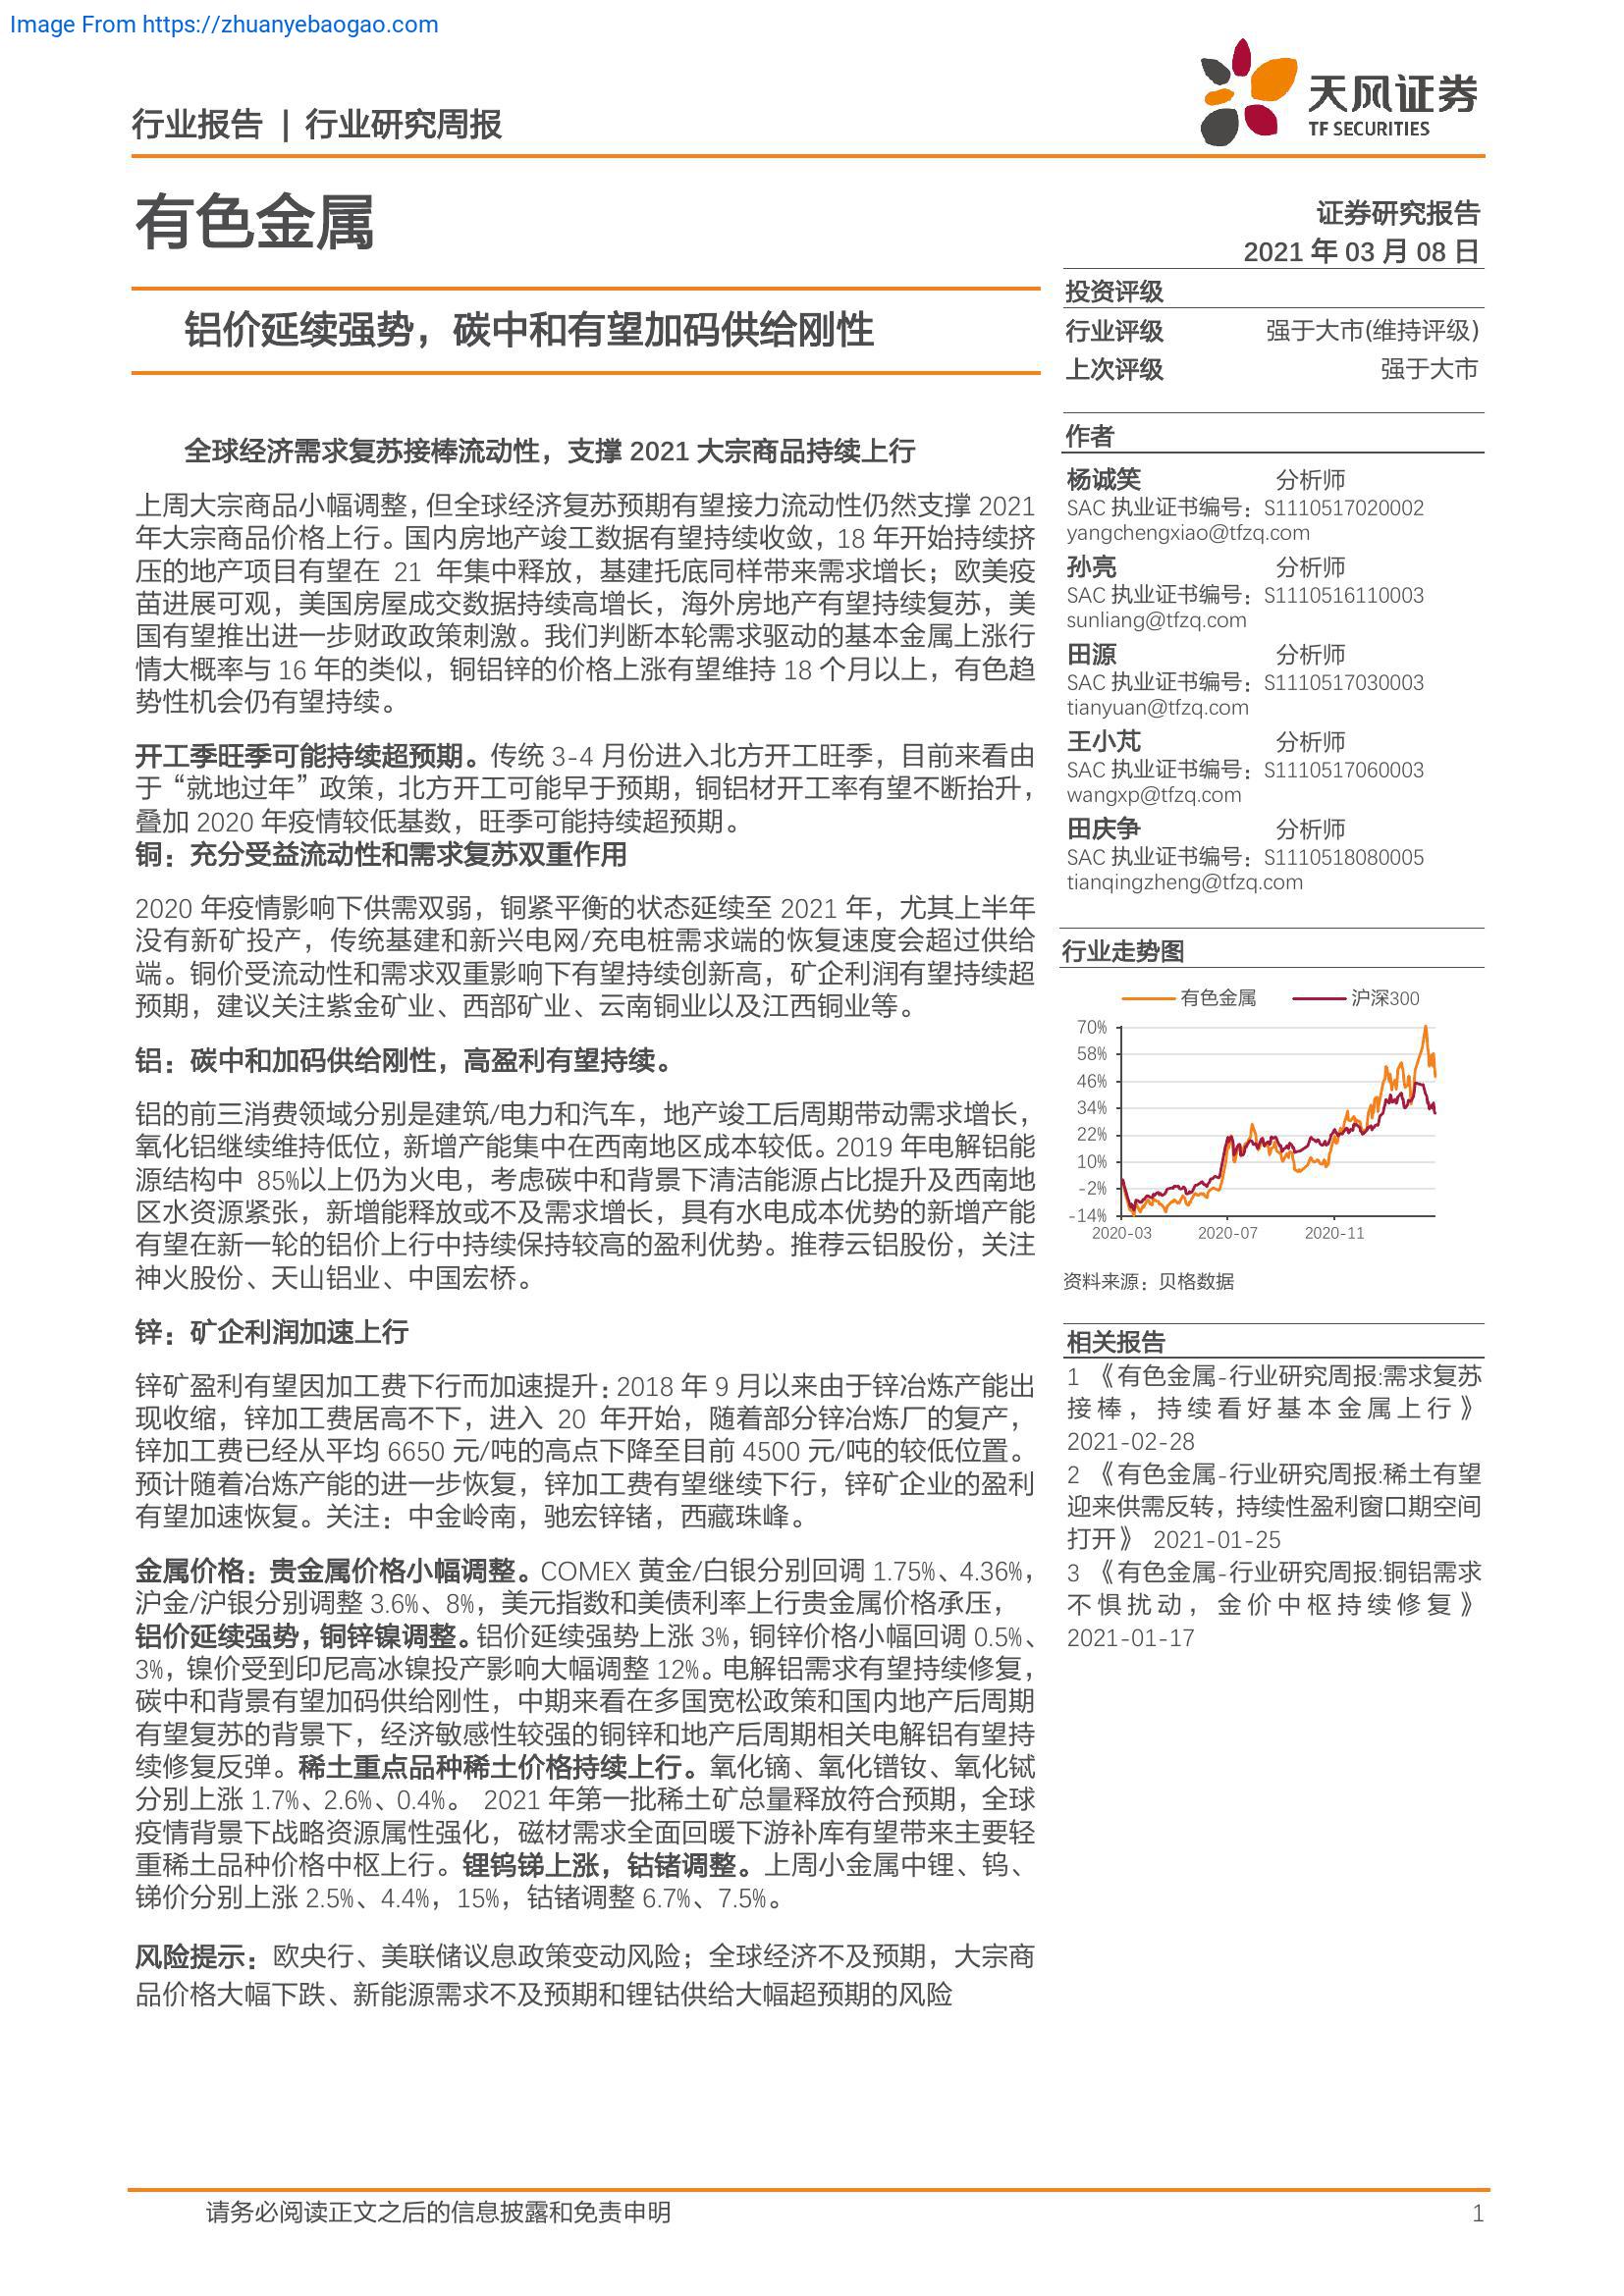 Image From https://zhuanyebaogao.com
行业报告 | 行业研究周报
天风证券
TF SECURITIES
有色金属
证券研究报告
2021 年 03 月 08 日
铝价延续强势，碳中和有望加码供给刚性
全球经济需求复苏接棒流动性，支撑 2021 大宗商品持续上行
上周大宗商品小幅调整，但全球经济复苏预期有望接力流动性仍然支撑 2021
年大宗商品价格上行。国内房地产竣工数据有望持续收敛，18 年开始持续挤
压的地产项目有望在 21 年集中释放，基建托底同样带来需求增长；欧美疫
苗进展可观，美国房屋成交数据持续高增长，海外房地产有望持续复苏，美
国有望推出进一步财政政策刺激。我们判断本轮需求驱动的基本金属上涨行
情大概率与 16 年的类似，铜铝锌的价格上涨有望维持 18 个月以上，有色趋
势性机会仍有望持续。
开工季旺季可能持续超预期。传统 3-4 月份进入北方开工旺季，目前来看由
于“就地过年”政策，北方开工可能早于预期，铜铝材开工率有望不断抬升，
叠加 2020 年疫情较低基数，旺季可能持续超预期。
铜：充分受益流动性和需求复苏双重作用
2020 年疫情影响下供需双弱，铜紧平衡的状态延续至 2021 年，尤其上半年
没有新矿投产，传统基建和新兴电网/充电桩需求端的恢复速度会超过供给
端。铜价受流动性和需求双重影响下有望持续创新高，矿企利润有望持续超
预期，建议关注紫金矿业、西部矿业、云南铜业以及江西铜业等。
铝：碳中和加码供给刚性，高盈利有望持续。
铝的前三消费领域分别是建筑/电力和汽车，地产竣工后周期带动需求增长，
氧化铝继续维持低位，新增产能集中在西南地区成本较低。2019 年电解铝能
源结构中 85%以上仍为火电，考虑碳中和背景下清洁能源占比提升及西南地
区水资源紧张，新增能释放或不及需求增长，具有水电成本优势的新增产能
有望在新一轮的铝价上行中持续保持较高的盈利优势。推荐云铝股份，关注
神火股份、天山铝业、中国宏桥。
锌：矿企利润加速上行
锌矿盈利有望因加工费下行而加速提升：2018 年 9 月以来由于锌冶炼产能出
现收缩，锌加工费居高不下，进入 20 年开始，随着部分锌冶炼厂的复产，
锌加工费已经从平均 6650 元/吨的高点下降至目前 4500 元/吨的较低位置。
预计随着冶炼产能的进一步恢复，锌加工费有望继续下行，锌矿企业的盈利
有望加速恢复。关注：中金岭南，驰宏锌锗，西藏珠峰。
金属价格：贵金属价格小幅调整。COMEX 黄金/白银分别回调 1.75%、4.36%，
沪金/沪银分别调整 3.6%、8%，美元指数和美债利率上行贵金属价格承压，
铝价延续强势，铜锌镍调整。铝价延续强势上涨 3%，铜锌价格小幅回调 0.5%、
3%，镍价受到印尼高冰镍投产影响大幅调整 12%。电解铝需求有望持续修复，
碳中和背景有望加码供给刚性，中期来看在多国宽松政策和国内地产后周期
有望复苏的背景下，经济敏感性较强的铜锌和地产后周期相关电解铝有望持
续修复反弹。稀土重点品种稀土价格持续上行。氧化镝、氧化镨钕、氧化铽
分别上涨 1.7%、2.6%、0.4%。 2021 年第一批稀土矿总量释放符合预期，全球
疫情背景下战略资源属性强化，磁材需求全面回暖下游补库有望带来主要轻
重稀土品种价格中枢上行。锂钨锑上涨，钴锗调整。上周小金属中锂、钨、
锑价分别上涨 2.5%、4.4%，15%，钴锗调整 6.7%、7.5%。
风险提示：欧央行、美联储议息政策变动风险；全球经济不及预期，大宗商
品价格大幅下跌、新能源需求不及预期和锂钴供给大幅超预期的风险
投资评级
行业评级 强于大市(维持评级)
上次评级 强于大市
作者
杨诚笑 分析师
SAC 执业证书编号：S1110517020002
yangchengxiao@tfzq.com
孙亮 分析师
SAC 执业证书编号：S1110516110003
sunliang@tfzq.com
田源 分析师
SAC 执业证书编号：S1110517030003
tianyuan@tfzq.com
王小芃 分析师
SAC 执业证书编号：S1110517060003
wangxp@tfzq.com
田庆争 分析师
SAC 执业证书编号：S1110518080005
tianqingzheng@tfzq.com
行业走势图
有色金属 沪深300
70%
58%
46%
34%
22%
10%
-2%
-14%
2020-03 2020-07 2020-11
资料来源：贝格数据
相关报告
1 《有色金属-行业研究周报:需求复苏
接棒，持续看好基本金属上行》
2021-02-28
2 《有色金属-行业研究周报:稀土有望
迎来供需反转，持续性盈利窗口期空间
打开》 2021-01-25
3 《有色金属-行业研究周报:铜铝需求
不惧扰动，金价中枢持续修复》
2021-01-17
请务必阅读正文之后的信息披露和免责申明 1